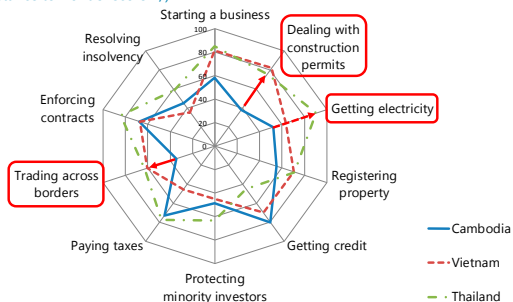 Starting a business
100
80
60
40
20
0
Dealing with
construction
permits
Getting electricity
Registering
property
Getting credit
Protecting
minority investors
Paying taxes
Trading across
borders
Enforcing
contracts
Resolving
insolvency
Cambodia
Vietnam
Thailand